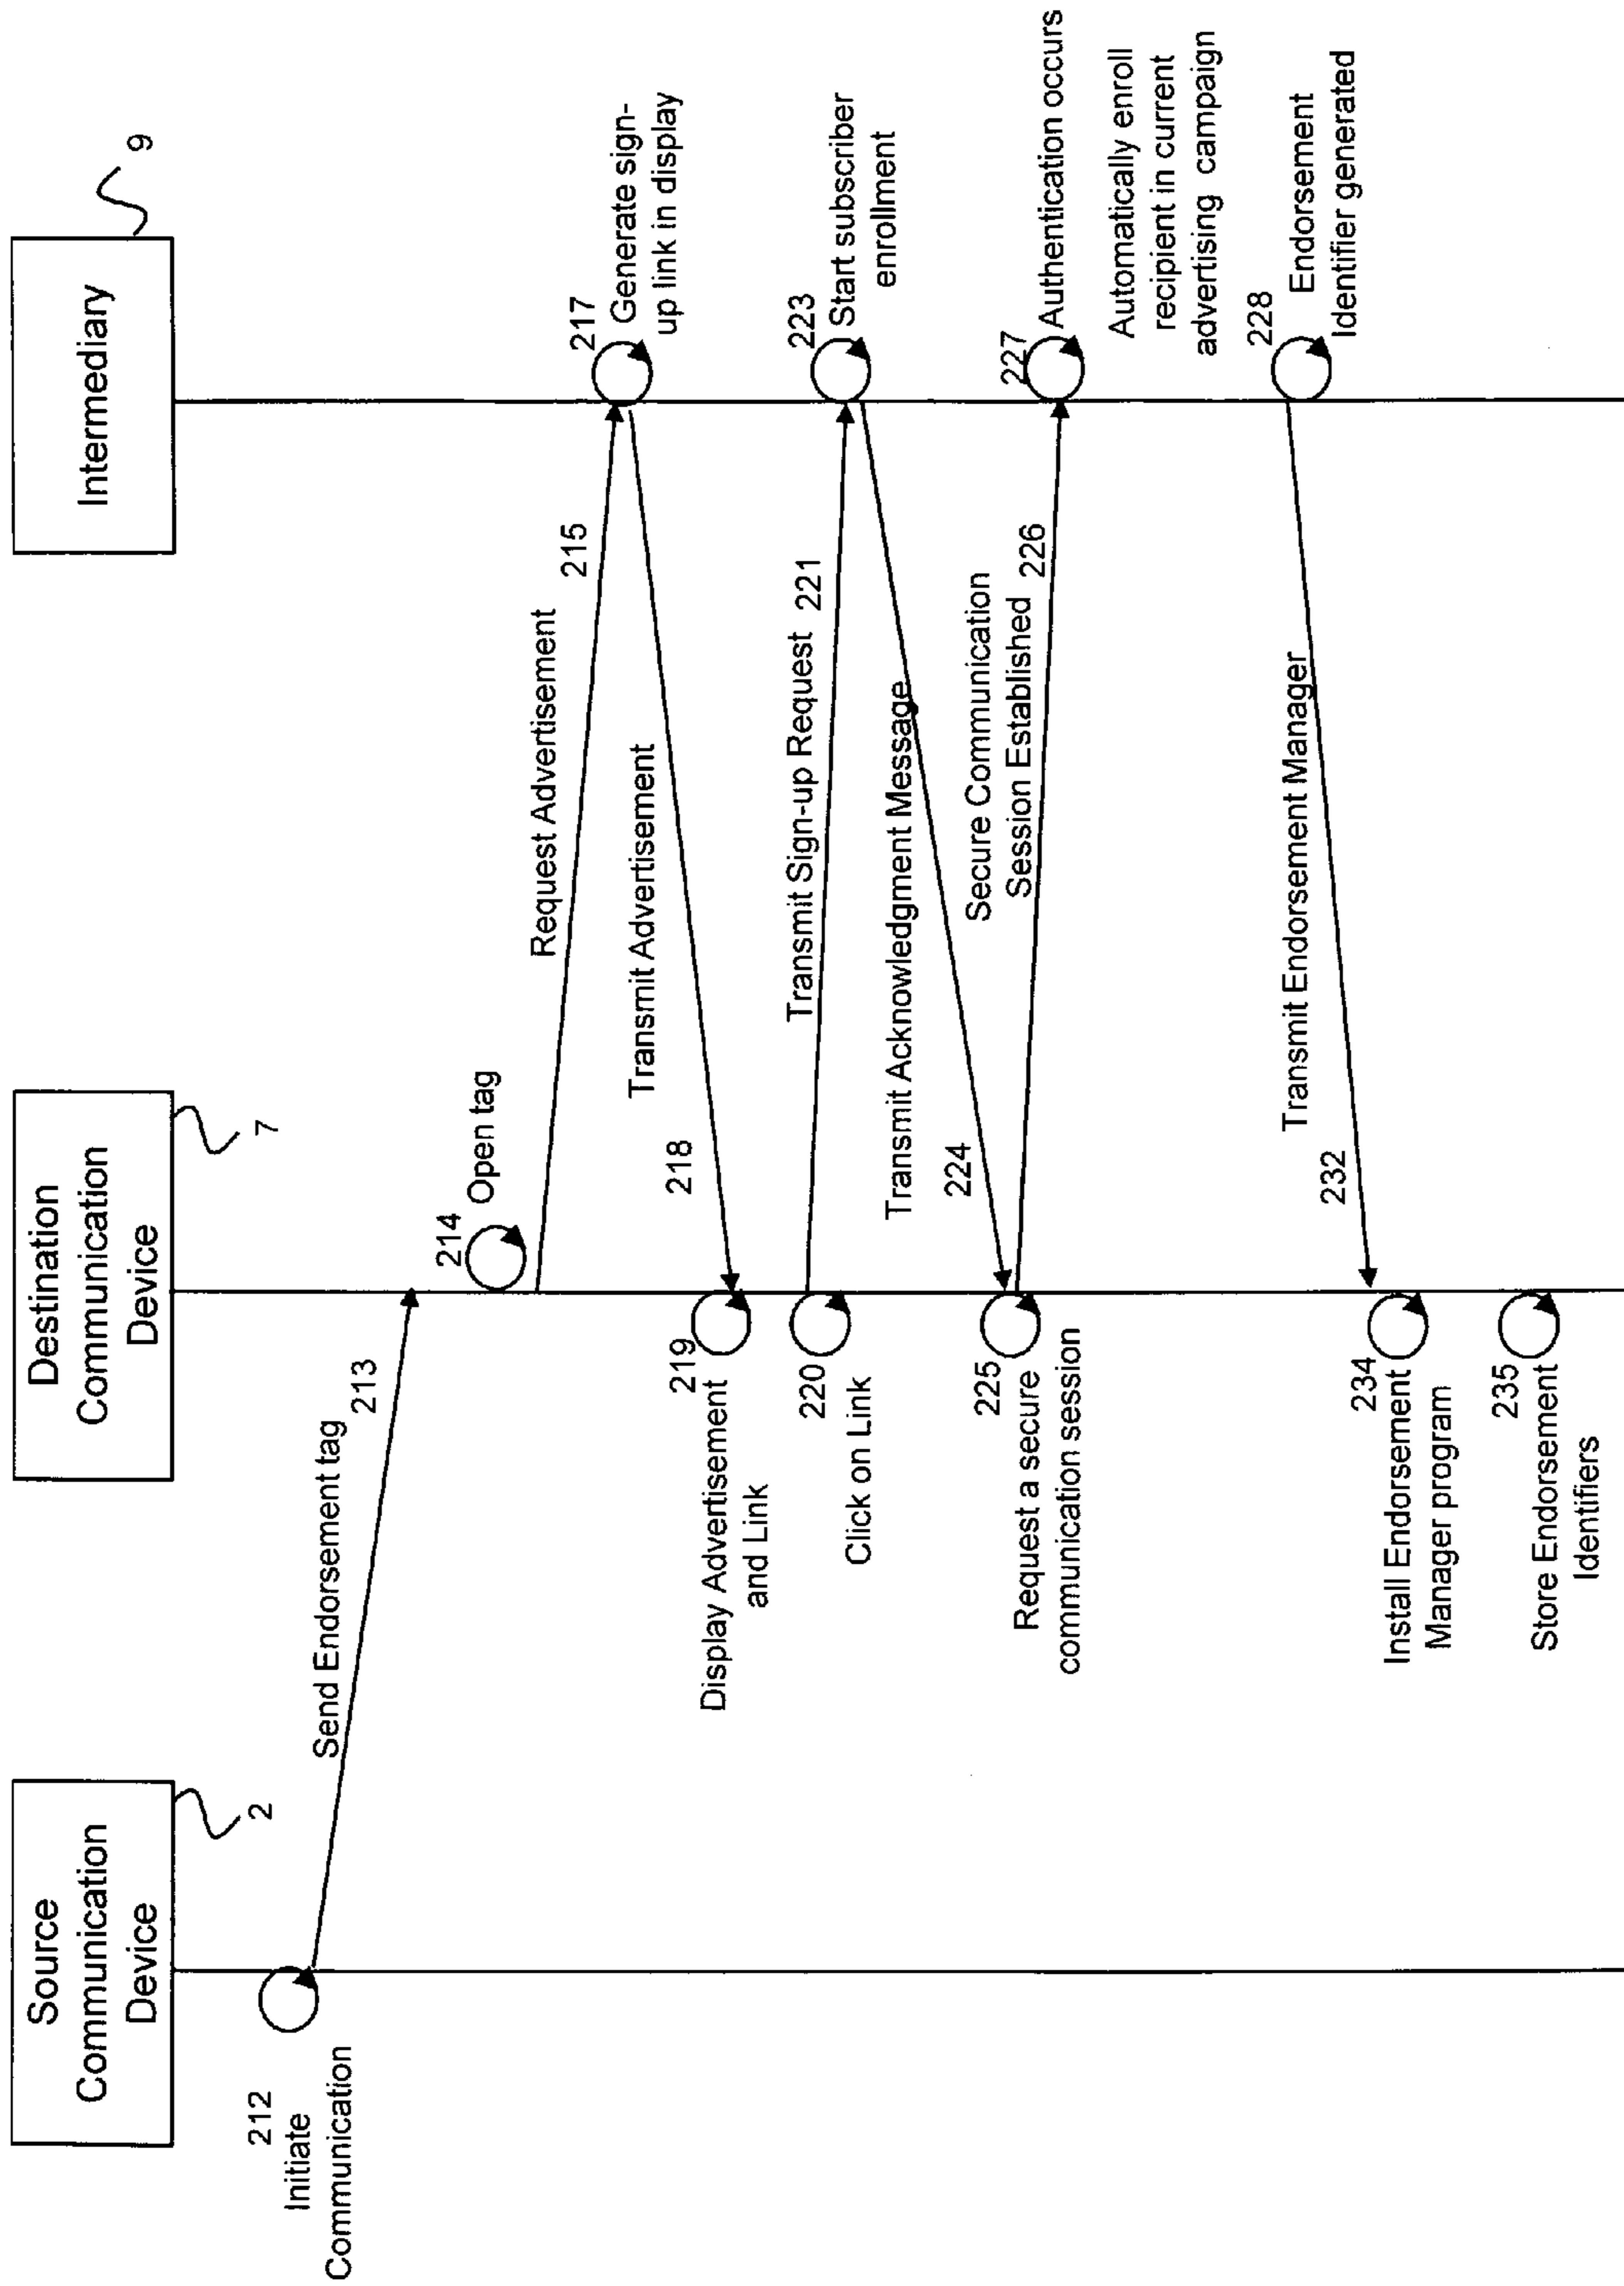 Source
Communication
Device
2
Destination
Communication
Device
7
Intermediary
9
212
Initiate
Communication
Send Endorsement tag
213
214
Open tag
Request Advertisement
215
217
Generate sign-
up link in display
Transmit Advertisement
218
219
Display Advertisement
and Link
220
Click on Link
Transmit Sign-up Request 221
223
Start subscriber
enrollment
Transmit Acknowledgment Message
224
225
Request a secure
communication session
Secure Communication
Session Established 226
227
Authentication occurs
Automatically enroll
recipient in current
advertising campaign
228
Endorsement
Identifier generated
Transmit Endorsement Manager
232
234
Install Endorsement
Manager program
235
Store Endorsement
Identifiers